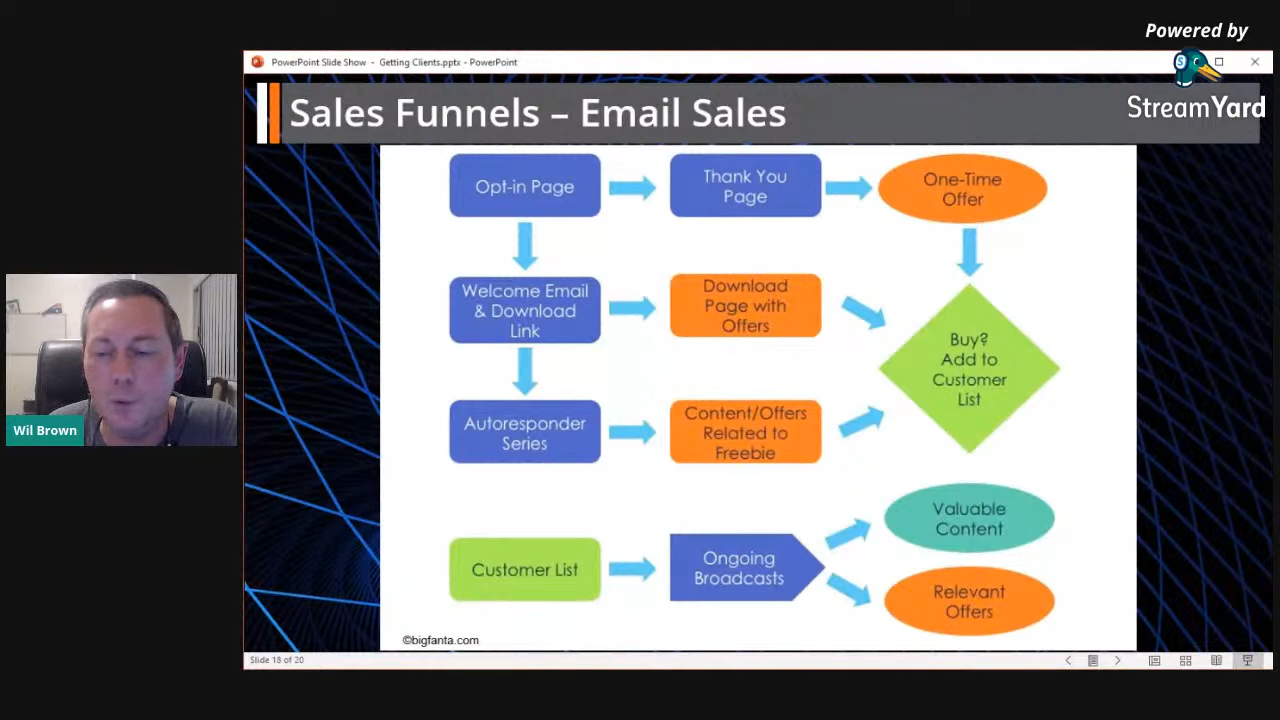 Powered by
StreamYard
PowerPoint Slide Show - Getting Clients.pptx - PowerPoint
Sales Funnels – Email Sales
Opt-in Page
Thank You
Page
One-Time
Offer
Welcome Email
& Download
Link
Download
Page with
Offers
Buy?
Add to
Customer
List
Autoresponder
Series
Content/Offers
Related to
Freebie
Customer List
Ongoing
Broadcasts
Valuable
Content
Relevant
Offers
©bigfanta.com
Slide 18 of 20
Wil Brown